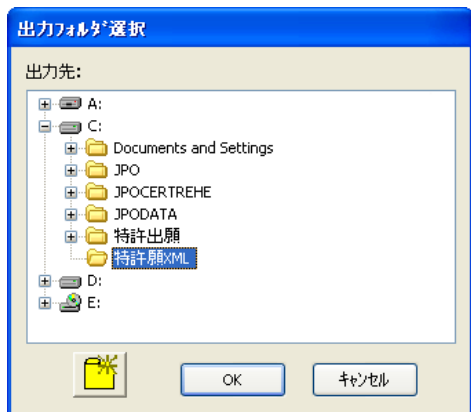 出力ﾌｫﾙﾀﾞ選択
出力先:
A:
C:
Documents and Settings
JPO
JPOCERTREHE
JPODATA
特許出願
特許願XML
D:
E:
OK
ｷｬﾝｾﾙ